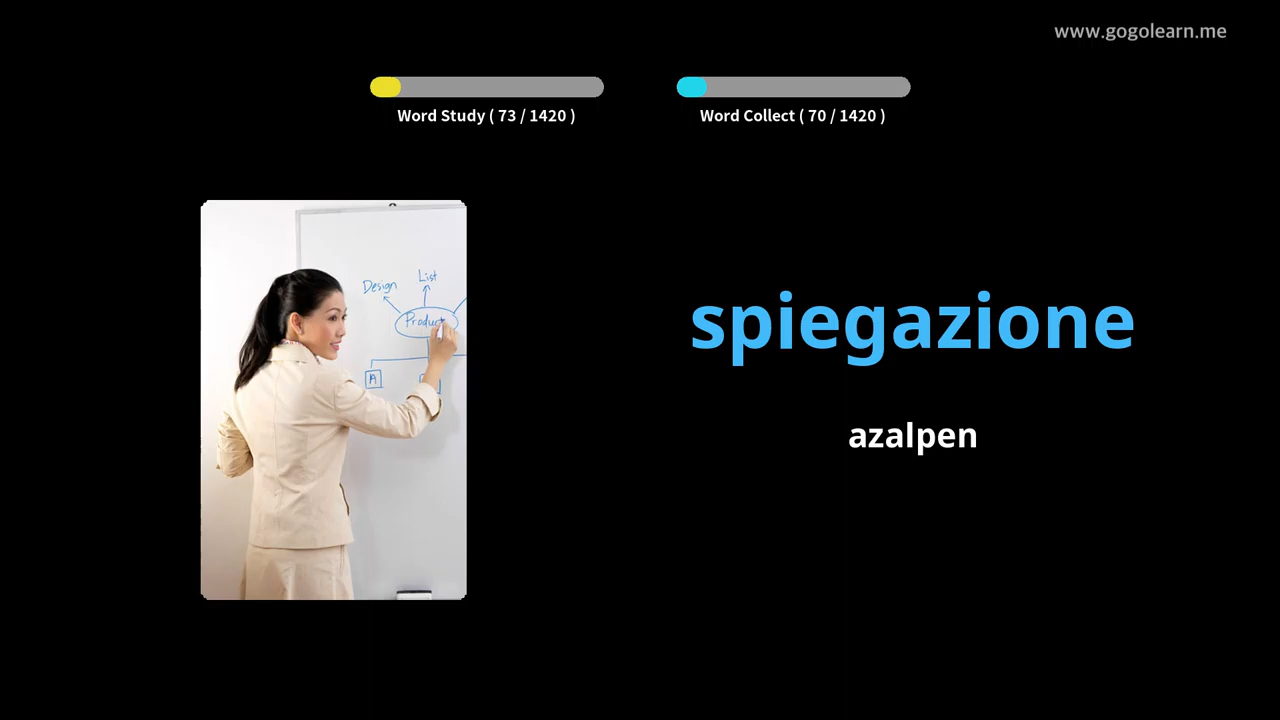 www.gogolearn.me
Word Study ( 73 / 1420 )
Word Collect ( 70 / 1420 )
Design
List
Product
A
spiegazione
azalpen